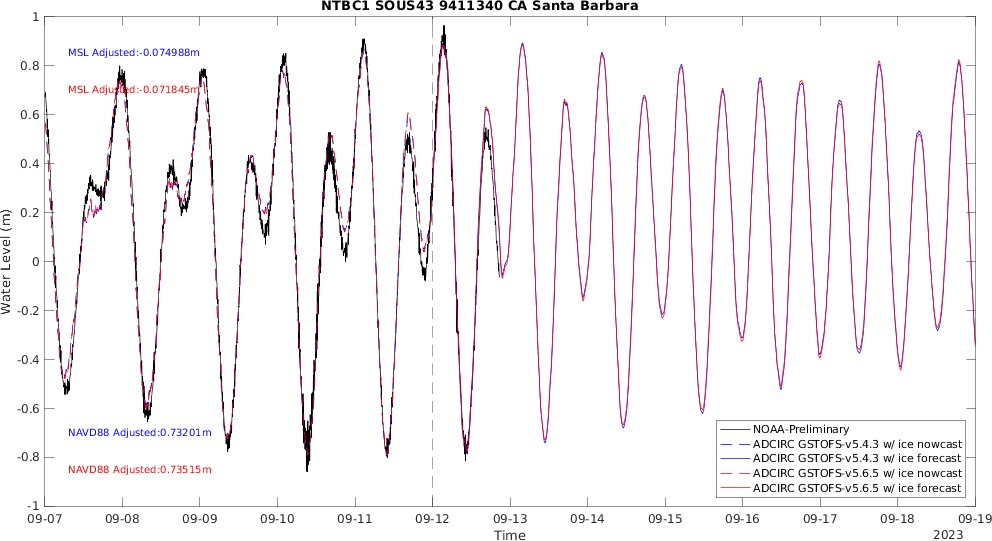 NTBC1 SOUS43 9411340 CA Santa Barbara
1
0.8
0.6
0.4
0.2
0
-0.2
-0.4
-0.6
-0.8
-1
Water Level (m)
MSL Adjusted:-0.074988m
MSL Adjusted:-0.071845m
NAVD88 Adjusted:0.73201m
NAVD88 Adjusted:0.73515m
NOAA-Preliminary
ADCIRC GSTOFS-v5.4.3 w/ ice nowcast
ADCIRC GSTOFS-v5.4.3 w/ ice forecast
ADCIRC GSTOFS-v5.6.5 w/ ice nowcast
ADCIRC GSTOFS-v5.6.5 w/ ice forecast
09-07 09-08 09-09 09-10 09-11 09-12 09-13 09-14 09-15 09-16 09-17 09-18 09-19
Time
2023